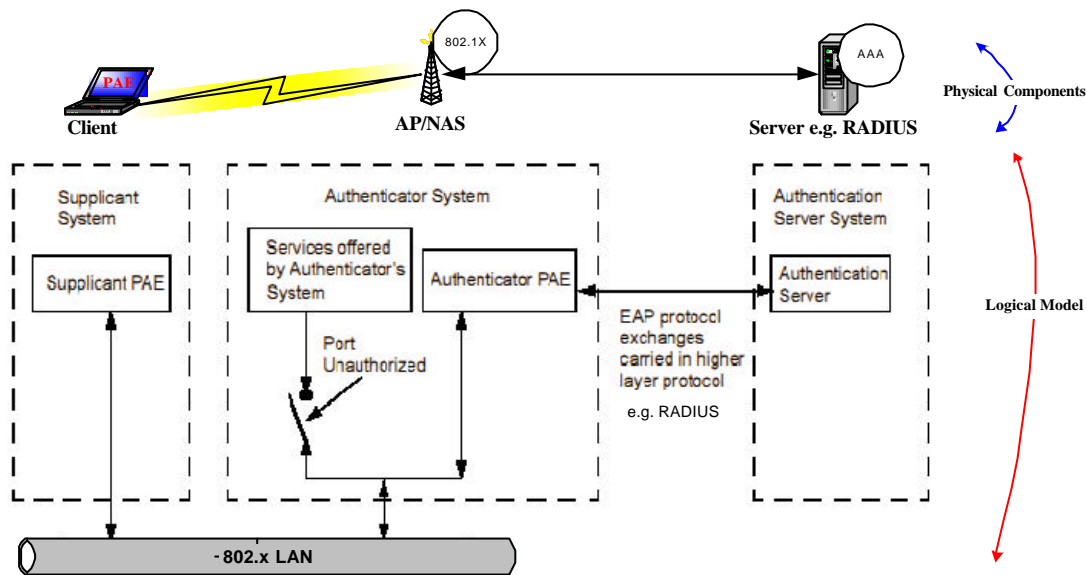 802.1X
AAA
PAE
Physical Components
Client
AP/NAS
Server e.g. RADIUS
Supplicant
System
Authenticator System
Authentication
Server System
Services offered
by Authenticator's
System
Supplicant PAE
Authenticator PAE
Authentication
Server
Logical Model
EAP protocol
exchanges
carried in higher
layer protocol
e.g. RADIUS
Port
Unauthorized
- 802.x LAN